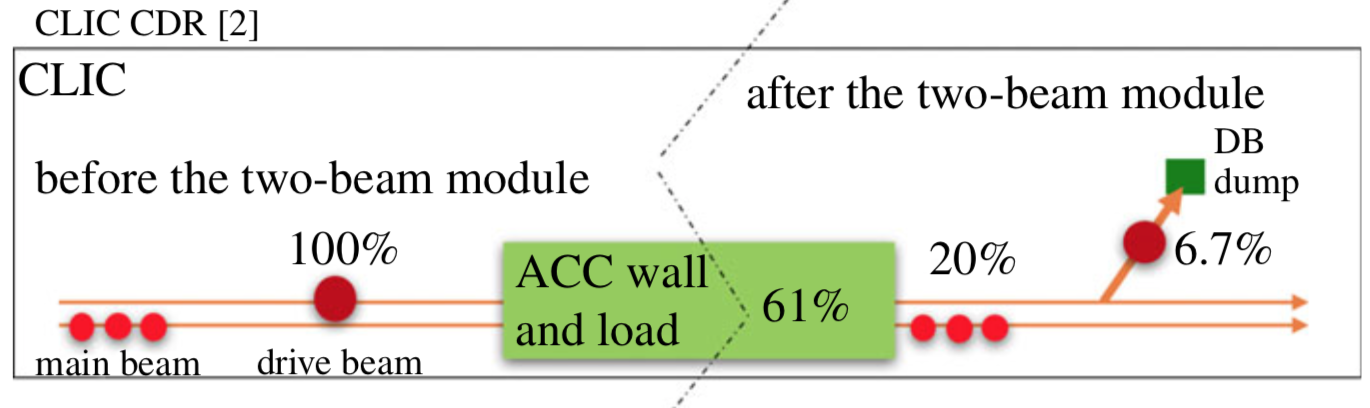 CLIC CDR [2]
CLIC
after the two-beam module
DB
dump
before the two-beam module
100%
ACC wall
and load
61%
20%
6.7%
main beam
drive beam